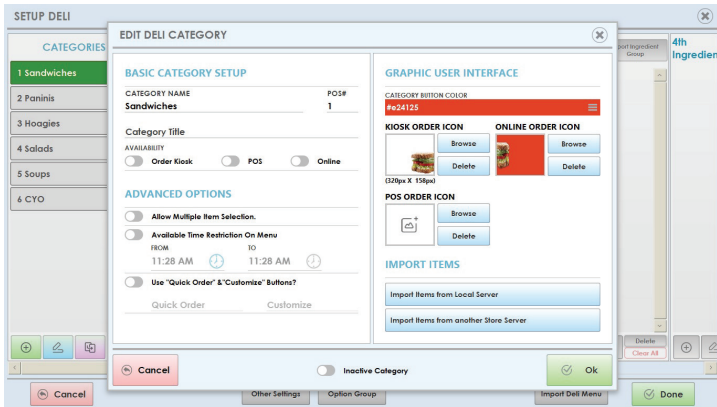 SETUP DELI
CATEGORIES
1 Sandwiches
2 Paninis
3 Hoagies
4 Salads
5 Soups
6 CYO
EDIT DELI CATEGORY
BASIC CATEGORY SETUP
CATEGORY NAME POS#
Sandwiches 1
Category Title
AVAILABILITY
Order Kiosk POS Online
ADVANCED OPTIONS
Allow Multiple Item Selection.
Available Time Restriction On Menu
FROM TO
11:28 AM 11:28 AM
Use "Quick Order" &"Customize" Buttons?
Quick Order Customize
GRAPHIC USER INTERFACE
CATEGORY BUTTON COLOR
#e24125
KIOSK ORDER ICON ONLINE ORDER ICON
Browse Browse
Delete Delete
(320px X 158px)
POS ORDER ICON
Browse
Delete
IMPORT ITEMS
Import Items from Local Server
Import Items from another Store Server
Cancel Inactive Category Ok
Ingredient
Group
4th
Ingredien
Delete
Clear All
Cancel Other Settings Option Group Import Deli Menu Done